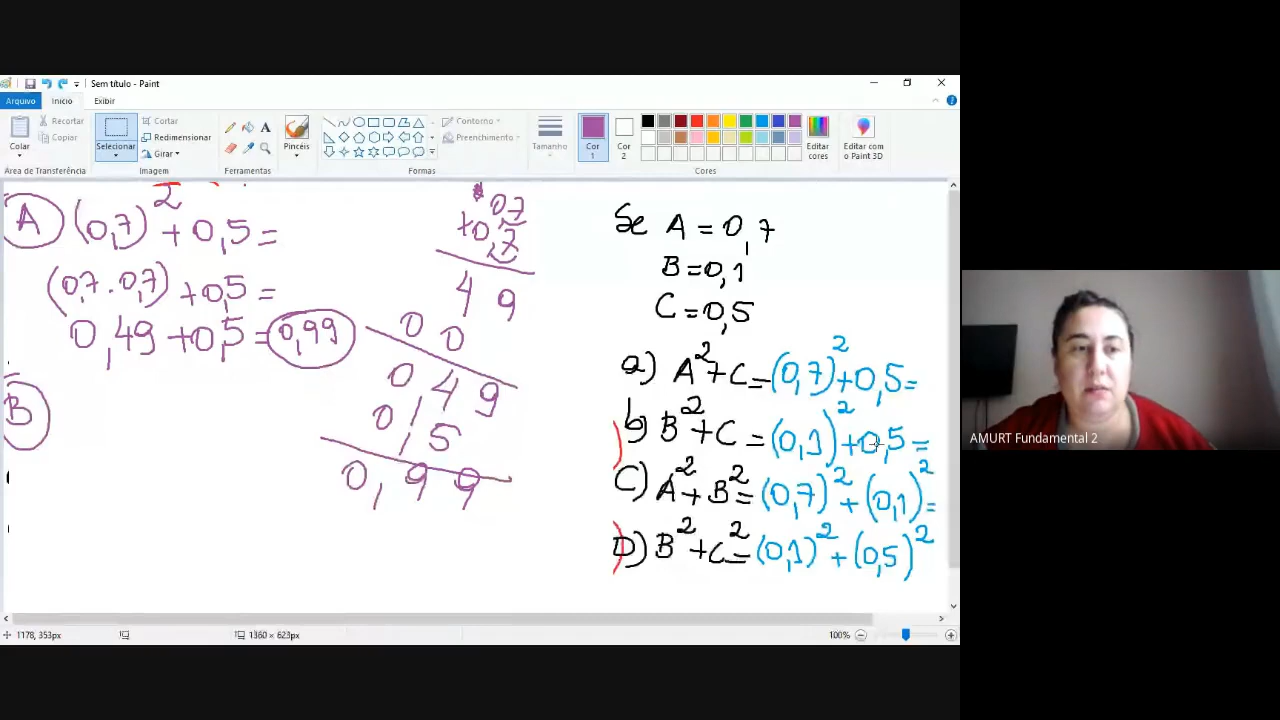 Sem título - Paint
Arquivo Início Exibir
Colar
Recortar
Copiar
Área de Transferência
Selecionar
Redimensionar
Girar
Imagem
A
Ferramentas
Pincéis
Contorno
Preenchimento
Formas
Tamanho
Cor 1
Cor 2
Editar cores
Editar com o Paint 3D
Cores
A (0,7)² + 0,5 =
(0,7 . 0,7) + 0,5 =
0,49 + 0,5 = 0,99
B
0,7
+0,7
4 9
0 0
0 4 9
0,5
0,99
Se A = 0,7
B = 0,1
C = 0,5
a) A² + C = (0,7)² + 0,5 =
b) B² + C = (0,1)² + 0,5 =
C) A² + B² = (0,7)² + (0,1)² =
D) B² + C² = (0,1)² + (0,5)²
AMURT Fundamental 2
1178, 353px
1360 × 623px
100%